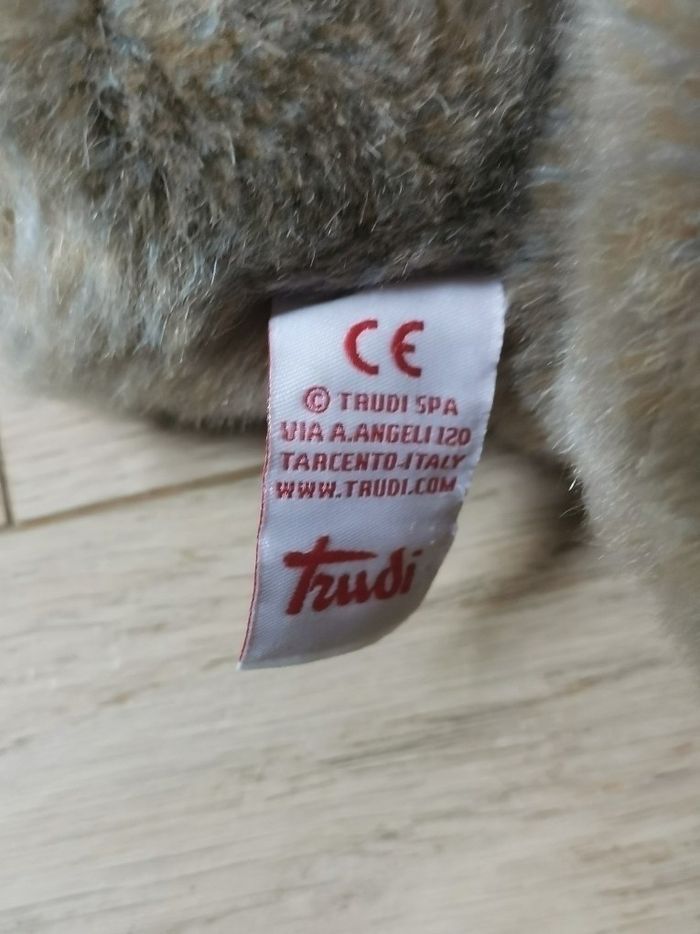 CE
© TRUDI SPA
VIA A.ANGELI 120
TARCENTO-ITALY
WWW.TRUDI.COM
Trudi